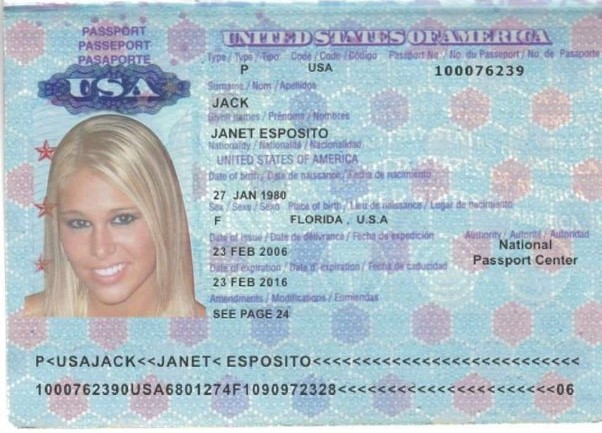 PASSPORT
PASSEPORT
PASAPORTE
USA
UNITED STATES OF AMERICA
Type / Type / Tipo Code / Code / Código Passport No / No. du Passeport / No. de Pasaporte
P USA 100076239
Surname / Nom / Apellidos
JACK
Given names / Prénoms / Nombres
JANET ESPOSITO
Nationality / Nationalité / Nacionalidad
UNITED STATES OF AMERICA
Date of birth / Date de naissance / Fecha de nacimiento
27 JAN 1980
Sex / Sexe / Sexo Place of birth / Lieu de naissance / Lugar de nacimiento
F FLORIDA , U.S.A
Date of issue / Date de délivrance / Fecha de expedición Authority / Autorité / Autoridad
23 FEB 2006 National
Passport Center
Date of expiration / Date d' expiration / Fecha de caducidad
23 FEB 2016
Amendments / Modifications / Enmiendas
SEE PAGE 24
P<USAJACK<<JANET< ESPOSITO<<<<<<<<<<<<<<<<<<<<<<<<<<<
1000762390USA6801274F1090972328<<<<<<<<<<<<<<<<<<<<06